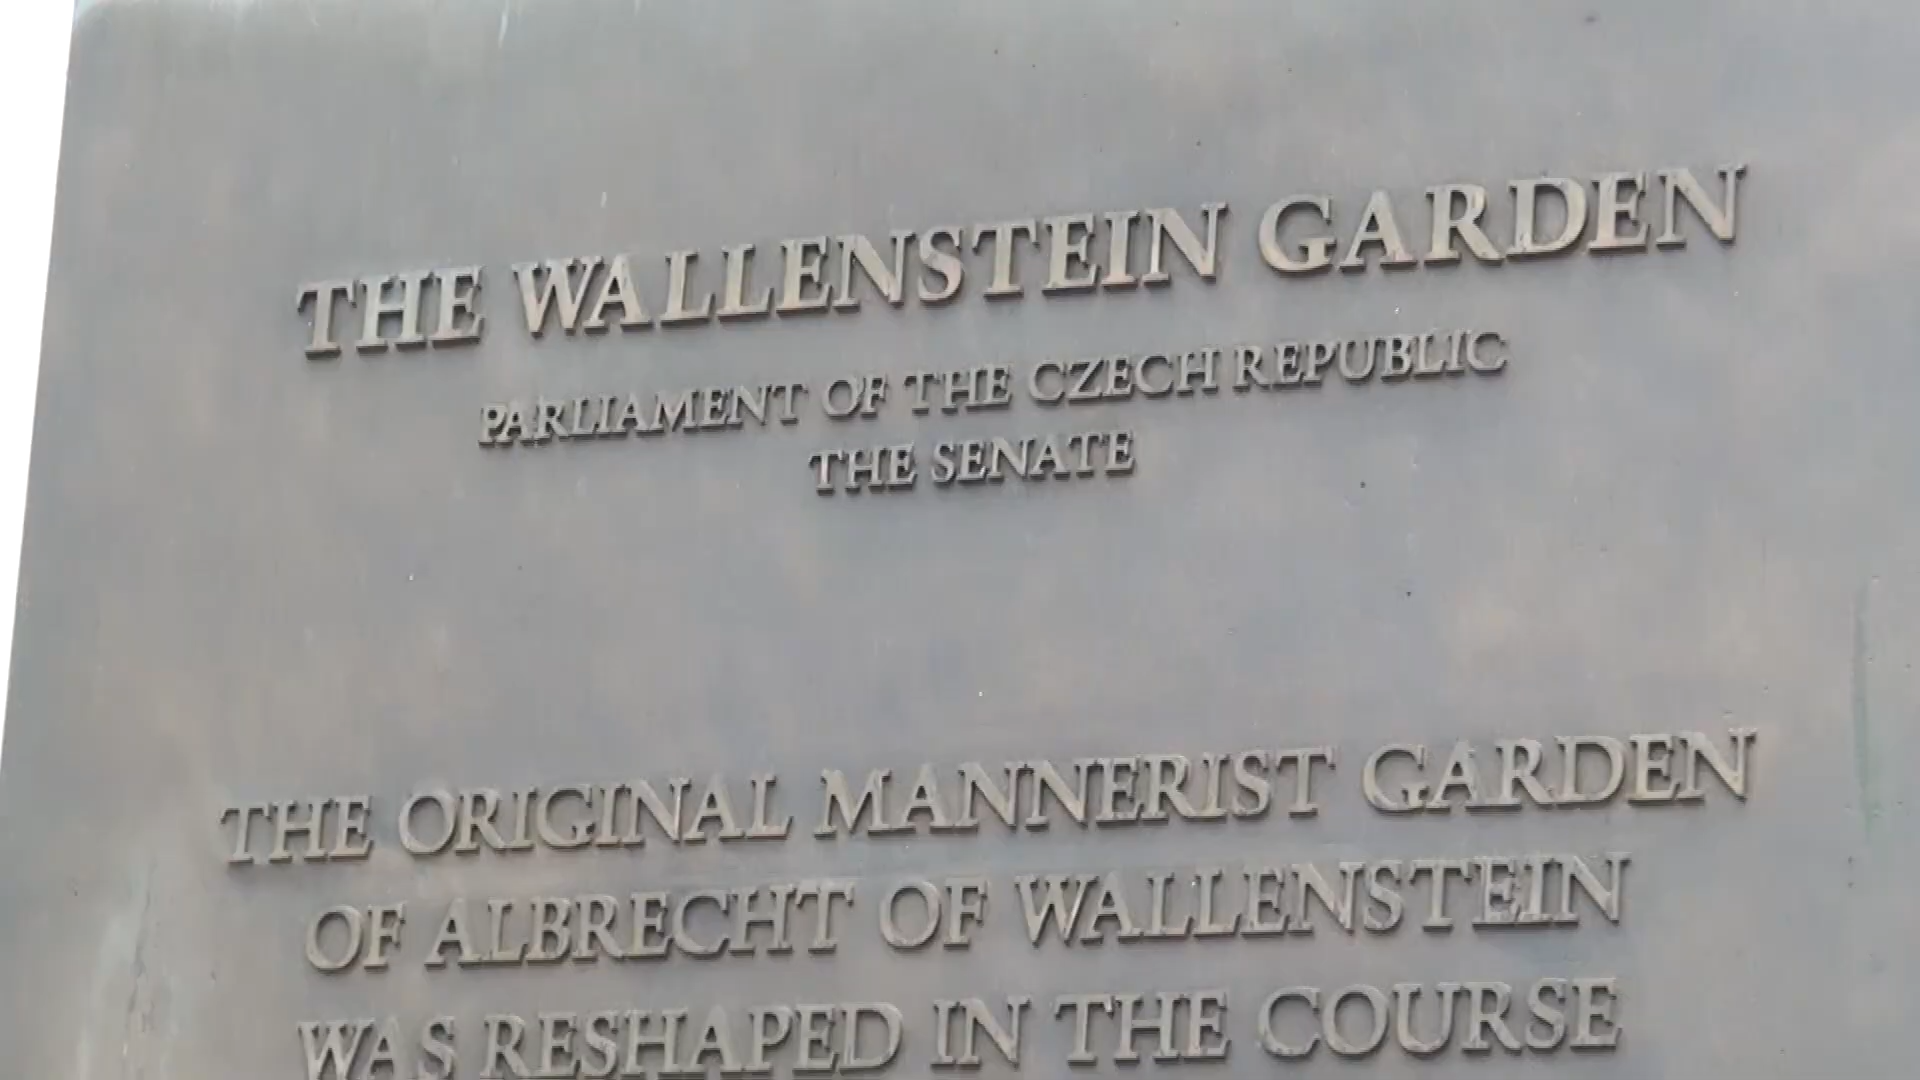 THE WALLENSTEIN GARDEN
PARLIAMENT OF THE CZECH REPUBLIC
THE SENATE
THE ORIGINAL MANNERIST GARDEN
OF ALBRECHT OF WALLENSTEIN
WAS RESHAPED IN THE COURSE